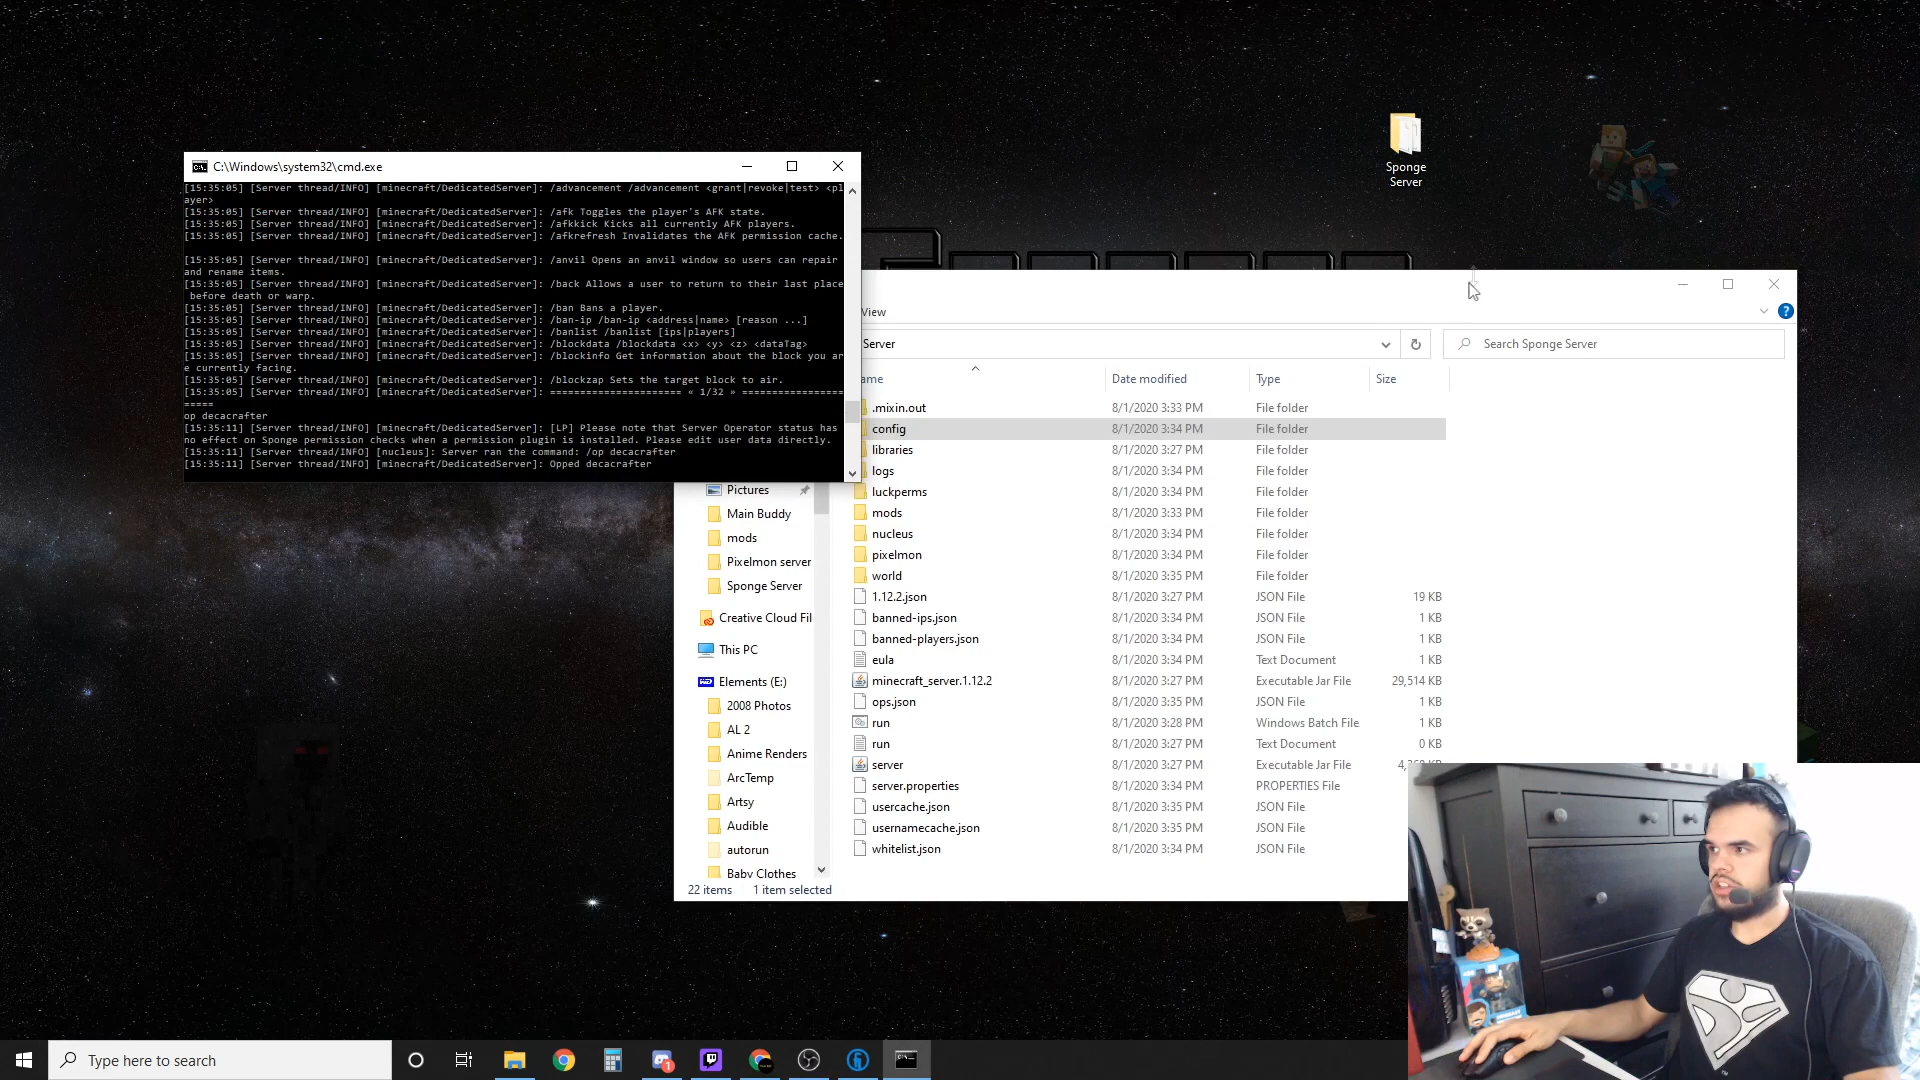 Sponge
Server
C:\Windows\system32\cmd.exe
[15:35:05] [Server thread/INFO] [minecraft/DedicatedServer]: /advancement /advancement <grant|revoke|test> <pl
ayer>
[15:35:05] [Server thread/INFO] [minecraft/DedicatedServer]: /afk Toggles the player's AFK state.
[15:35:05] [Server thread/INFO] [minecraft/DedicatedServer]: /afkkick Kicks all currently AFK players.
[15:35:05] [Server thread/INFO] [minecraft/DedicatedServer]: /afkrefresh Invalidates the AFK permission cache.
[15:35:05] [Server thread/INFO] [minecraft/DedicatedServer]: /anvil Opens an anvil window so users can repair
and rename items.
[15:35:05] [Server thread/INFO] [minecraft/DedicatedServer]: /back Allows a user to return to their last place
before death or warp.
[15:35:05] [Server thread/INFO] [minecraft/DedicatedServer]: /ban Bans a player.
[15:35:05] [Server thread/INFO] [minecraft/DedicatedServer]: /ban-ip /ban-ip <address|name> [reason ...]
[15:35:05] [Server thread/INFO] [minecraft/DedicatedServer]: /banlist /banlist [ips|players]
[15:35:05] [Server thread/INFO] [minecraft/DedicatedServer]: /blockdata /blockdata <x> <y> <z> <dataTag>
[15:35:05] [Server thread/INFO] [minecraft/DedicatedServer]: /blockinfo Get information about the block you ar
e currently facing.
[15:35:05] [Server thread/INFO] [minecraft/DedicatedServer]: /blockzap Sets the target block to air.
[15:35:05] [Server thread/INFO] [minecraft/DedicatedServer]: ===================== « 1/32 » =================
=====
op decacrafter
[15:35:11] [Server thread/INFO] [minecraft/DedicatedServer]: [LP] Please note that Server Operator status has
no effect on Sponge permission checks when a permission plugin is installed. Please edit user data directly.
[15:35:11] [Server thread/INFO] [nucleus]: Server ran the command: /op decacrafter
[15:35:11] [Server thread/INFO] [minecraft/DedicatedServer]: Opped decacrafter
View
Server
Search Sponge Server
ame Date modified Type Size
.mixin.out 8/1/2020 3:33 PM File folder
config 8/1/2020 3:34 PM File folder
libraries 8/1/2020 3:27 PM File folder
logs 8/1/2020 3:34 PM File folder
luckperms 8/1/2020 3:34 PM File folder
mods 8/1/2020 3:33 PM File folder
nucleus 8/1/2020 3:34 PM File folder
pixelmon 8/1/2020 3:34 PM File folder
world 8/1/2020 3:35 PM File folder
1.12.2.json 8/1/2020 3:27 PM JSON File 19 KB
banned-ips.json 8/1/2020 3:34 PM JSON File 1 KB
banned-players.json 8/1/2020 3:34 PM JSON File 1 KB
eula 8/1/2020 3:34 PM Text Document 1 KB
minecraft_server.1.12.2 8/1/2020 3:27 PM Executable Jar File 29,514 KB
ops.json 8/1/2020 3:35 PM JSON File 1 KB
run 8/1/2020 3:28 PM Windows Batch File 1 KB
run 8/1/2020 3:27 PM Text Document 0 KB
server 8/1/2020 3:27 PM Executable Jar File
server.properties 8/1/2020 3:34 PM PROPERTIES File
usercache.json 8/1/2020 3:35 PM JSON File
usernamecache.json 8/1/2020 3:35 PM JSON File
whitelist.json 8/1/2020 3:34 PM JSON File
Pictures
Main Buddy
mods
Pixelmon server
Sponge Server
Creative Cloud Fil
This PC
Elements (E:)
2008 Photos
AL 2
Anime Renders
ArcTemp
Artsy
Audible
autorun
Baby Clothes
22 items 1 item selected
Type here to search